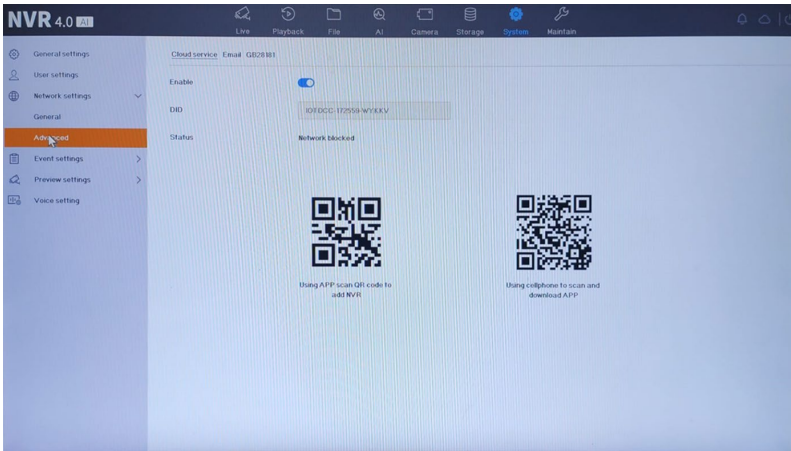 NVR 4.0 AI
Live Playback File AI Camera Storage System Maintain
General settings
User settings
Network settings
General
Advanced
Event settings
Preview settings
Voice setting
Cloud service Email GB28181
Enable
DID
Status Network blocked
Using APP scan QR code to
add NVR
Using cellphone to scan and
download APP